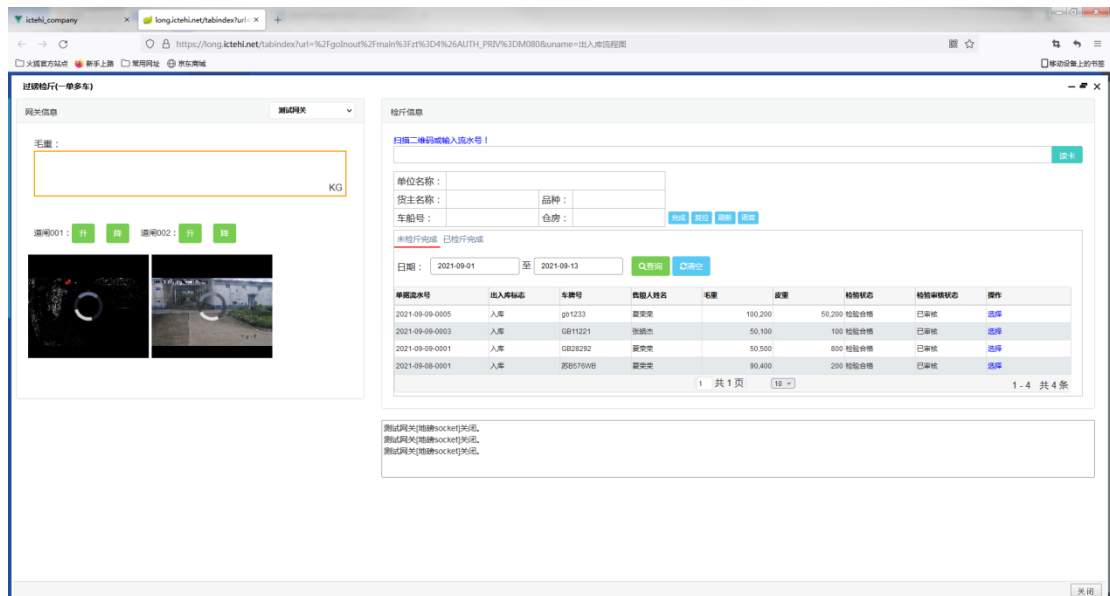 ictehi_company × long.ictehi.net/tabindex?url= × +
https://long.ictehi.net/tabindex?url=%2FgoInout%2Fmain%3Fzt%3D4%26AUTH_PRIV%3DM080&uname=出入库流程图
火狐官方站点 新手上路 常用网址 京东商城 移动设备上的书签
过磅检斤(一单多车)
网关信息 测试网关
毛重：
KG
道闸001： 升 降 道闸002： 升 降
检斤信息
扫描二维码或输入流水号！
读卡
单位名称：
货主名称： 品种：
车船号： 仓房： 完成 复位 刷新 语音
未检斤完成 已检斤完成
日期： 2021-09-01 至 2021-09-13 查询 清空
单据流水号 出入库标志 车牌号 售粮人姓名 毛重 皮重 检验状态 检验审核状态 操作
2021-09-09-0005 入库 gb1233 夏荣荣 100,200 50,200 检验合格 已审核 选择
2021-09-09-0003 入库 GB11221 张皓杰 50,100 100 检验合格 已审核 选择
2021-09-09-0001 入库 GB28292 夏荣荣 50,500 800 检验合格 已审核 选择
2021-09-08-0001 入库 苏B576WB 夏荣荣 90,400 200 检验合格 已审核 选择
1 共 1 页 10 1 - 4 共 4 条
测试网关[地磅socket]关闭。
测试网关[地磅socket]关闭。
测试网关[地磅socket]关闭。
关闭